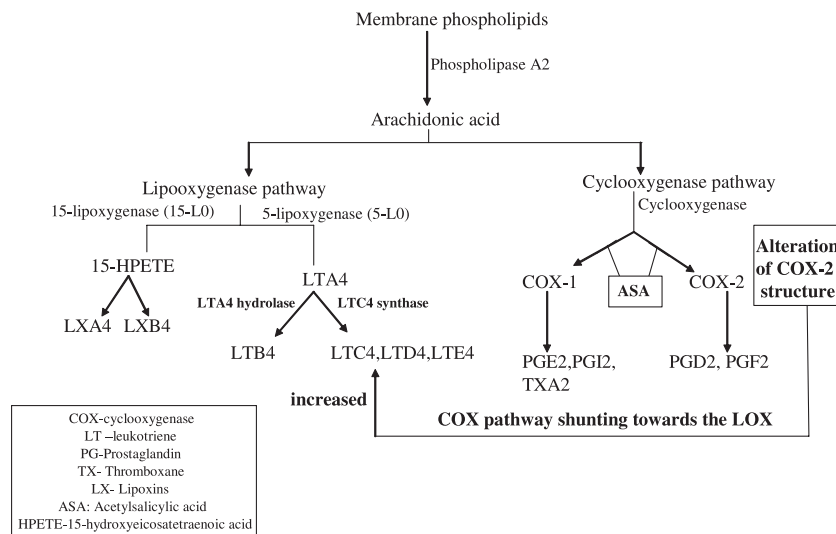 Membrane phospholipids
Phospholipase A2
Arachidonic acid
Lipooxygenase pathway
15-lipoxygenase (15-L0)
5-lipoxygenase (5-L0)
15-HPETE
LXA4 LXB4
LTA4
LTA4 hydrolase
LTC4 synthase
LTB4
LTC4,LTD4,LTE4
Cyclooxygenase pathway
Cyclooxygenase
COX-1
ASA
COX-2
PGE2,PGI2,
TXA2
PGD2, PGF2
Alteration
of COX-2
structure
increased
COX pathway shunting towards the LOX
COX-cyclooxygenase
LT –leukotriene
PG-Prostaglandin
TX- Thromboxane
LX- Lipoxins
ASA: Acetylsalicylic acid
HPETE-15-hydroxyeicosatetraenoic acid